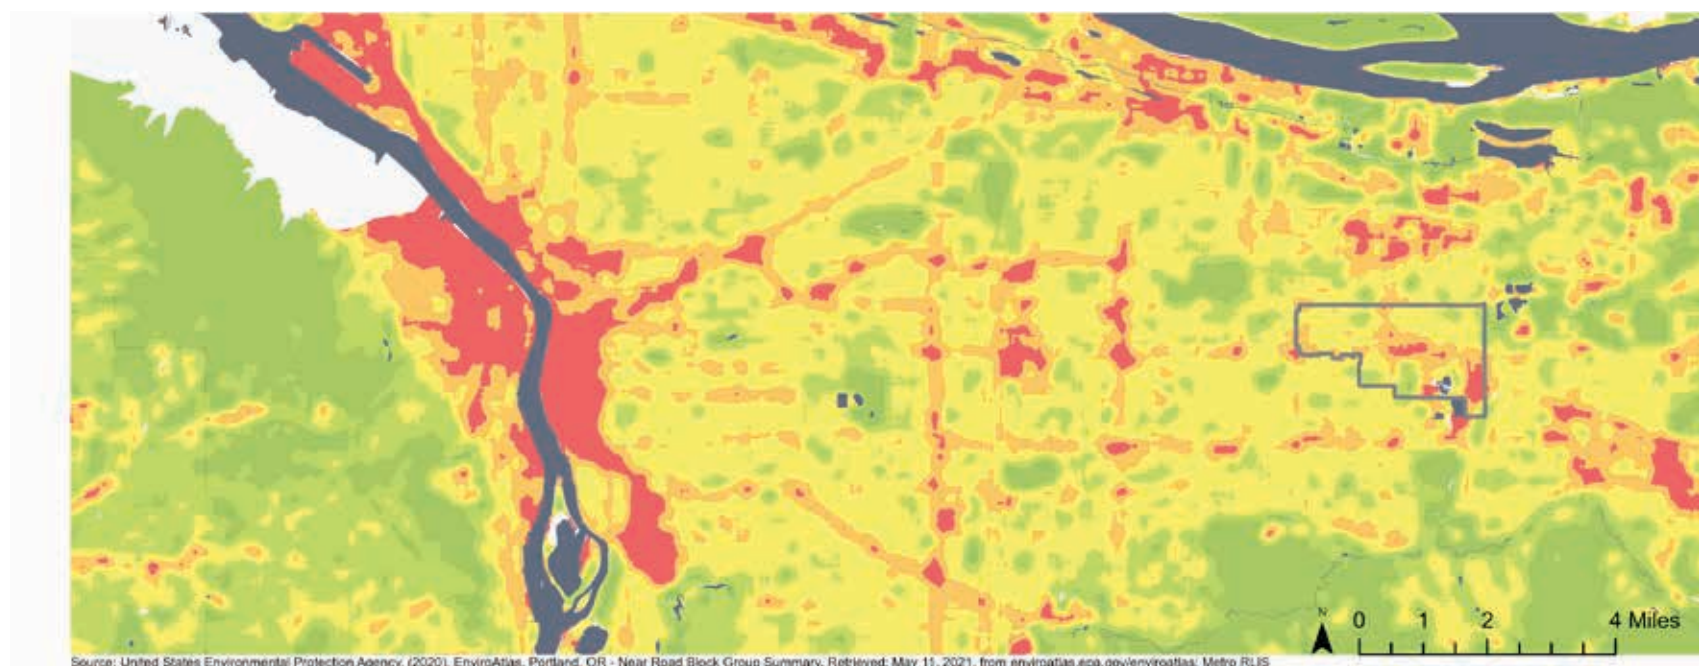 N
0 1 2 4 Miles
Source: United States Environmental Protection Agency. (2020). EnviroAtlas, Portland, OR - Near Road Block Group Summary. Retrieved: May 11, 2021, from enviroatlas.epa.gov/enviroatlas; Metro RLIS